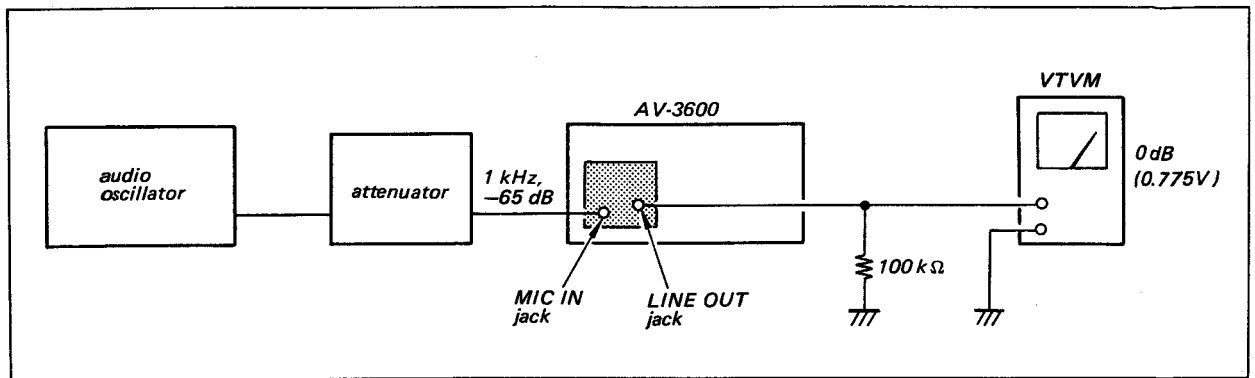 audio
oscillator
attenuator
1 kHz,
−65 dB
AV-3600
MIC IN
jack
LINE OUT
jack
100 kΩ
VTVM
0 dB
(0.775V)